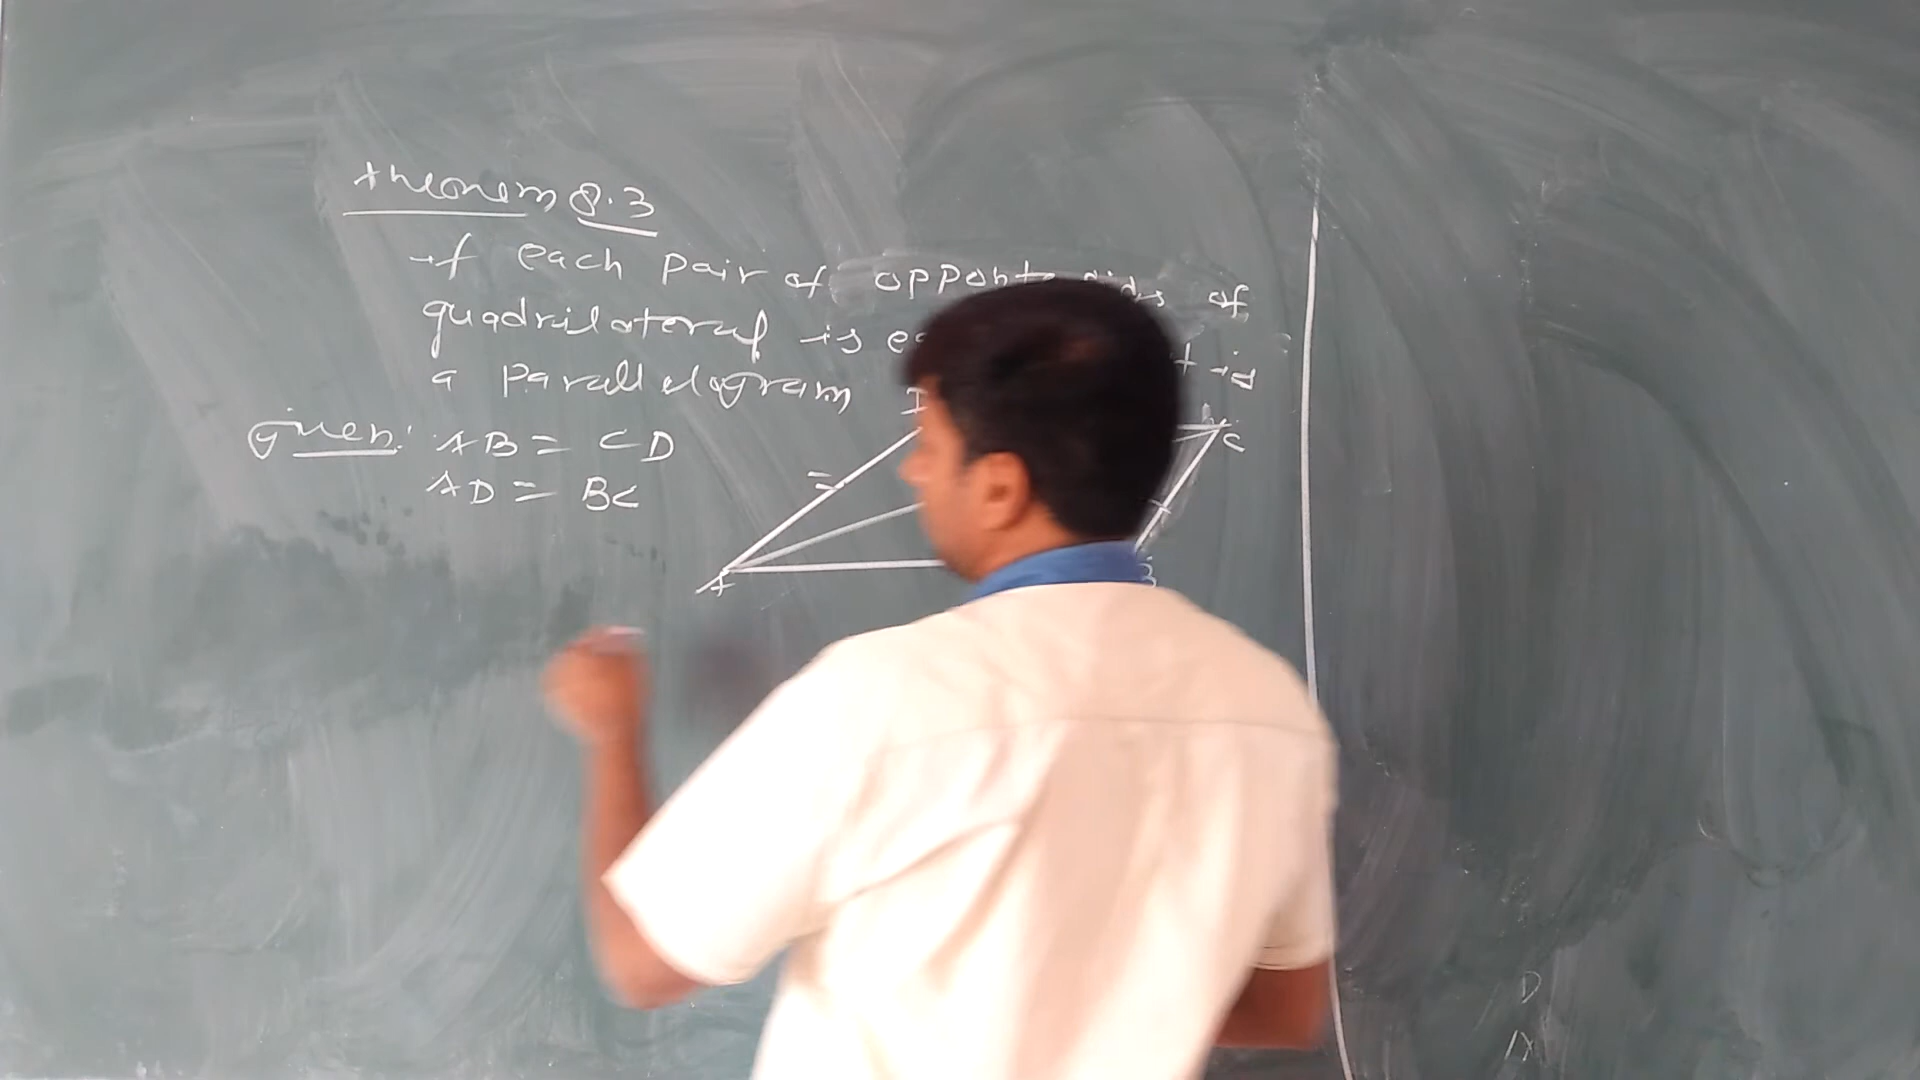 theorem 8.3
if each pair of opposite sides of
quadrilateral is
a parallelogram
given: AB = CD
AD = BC
C
A
B
D
A